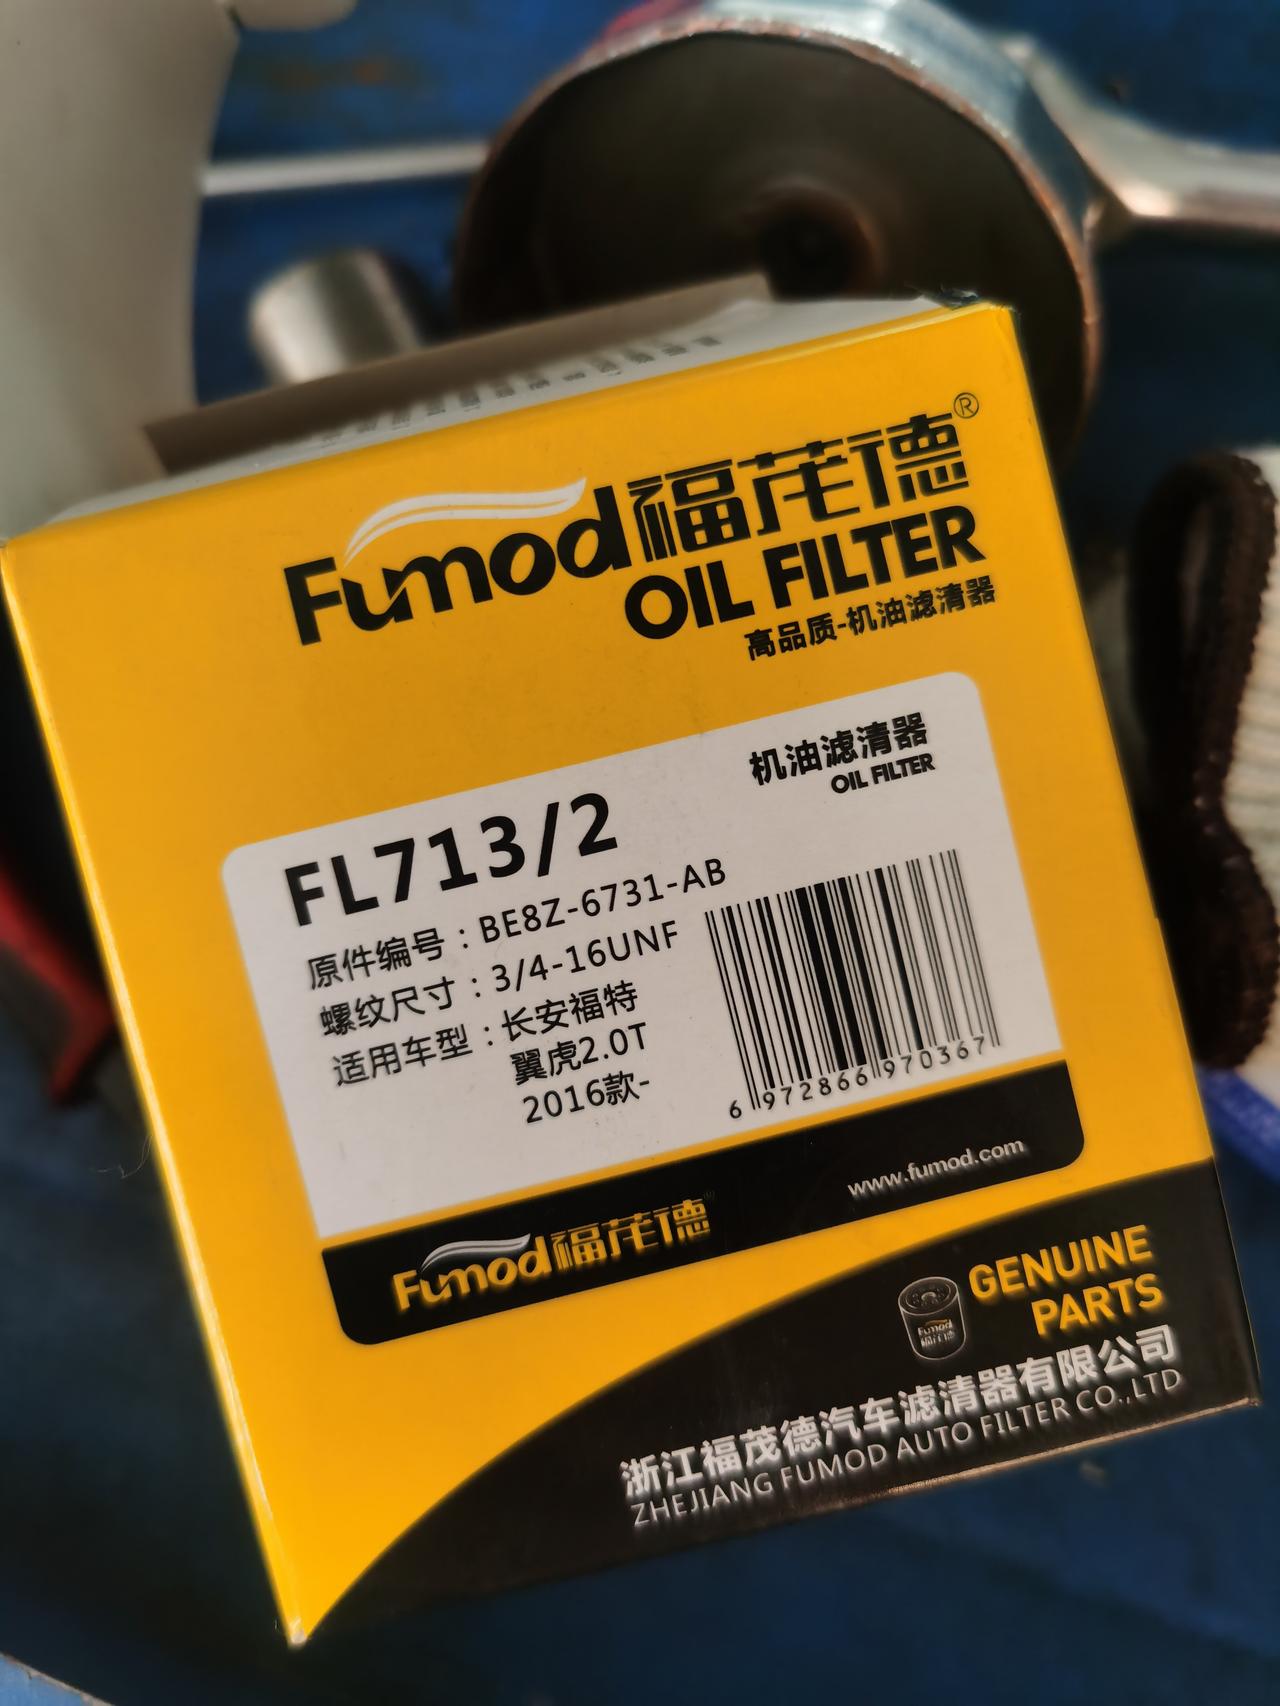 Fumod福茂德®
OIL FILTER
高品质-机油滤清器
机油滤清器
OIL FILTER
FL713/2
原件编号：BE8Z-6731-AB
螺纹尺寸：3/4-16UNF
适用车型：长安福特
翼虎2.0T
2016款-
6 972866 970367
Fumod福茂德®
www.fumod.com
GENUINE
PARTS
Fumod
福茂德
浙江福茂德汽车滤清器有限公司
ZHEJIANG FUMOD AUTO FILTER CO.,LTD